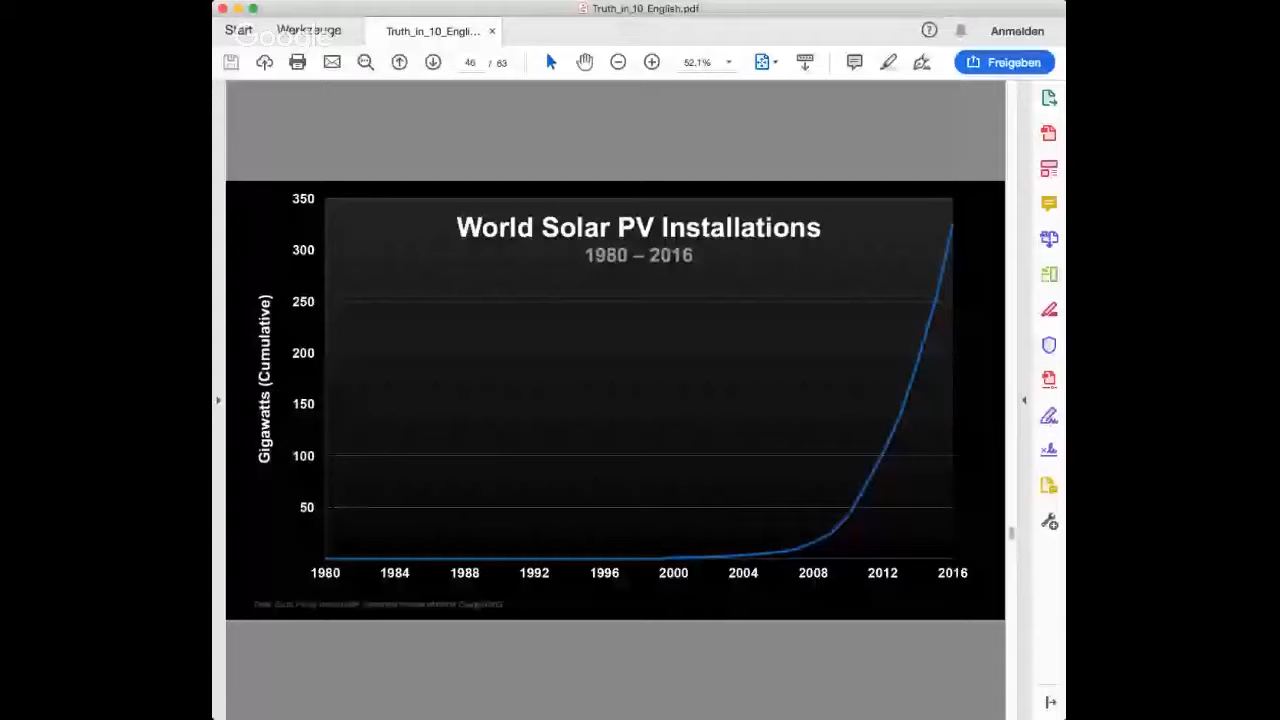 Truth_in_10_English.pdf
Start Werkzeuge Truth_in_10_Engli... × Anmelden
Google
46 / 63 52,1% Freigeben
World Solar PV Installations
1980 – 2016
Gigawatts (Cumulative)
350
300
250
200
150
100
50
1980 1984 1988 1992 1996 2000 2004 2008 2012 2016